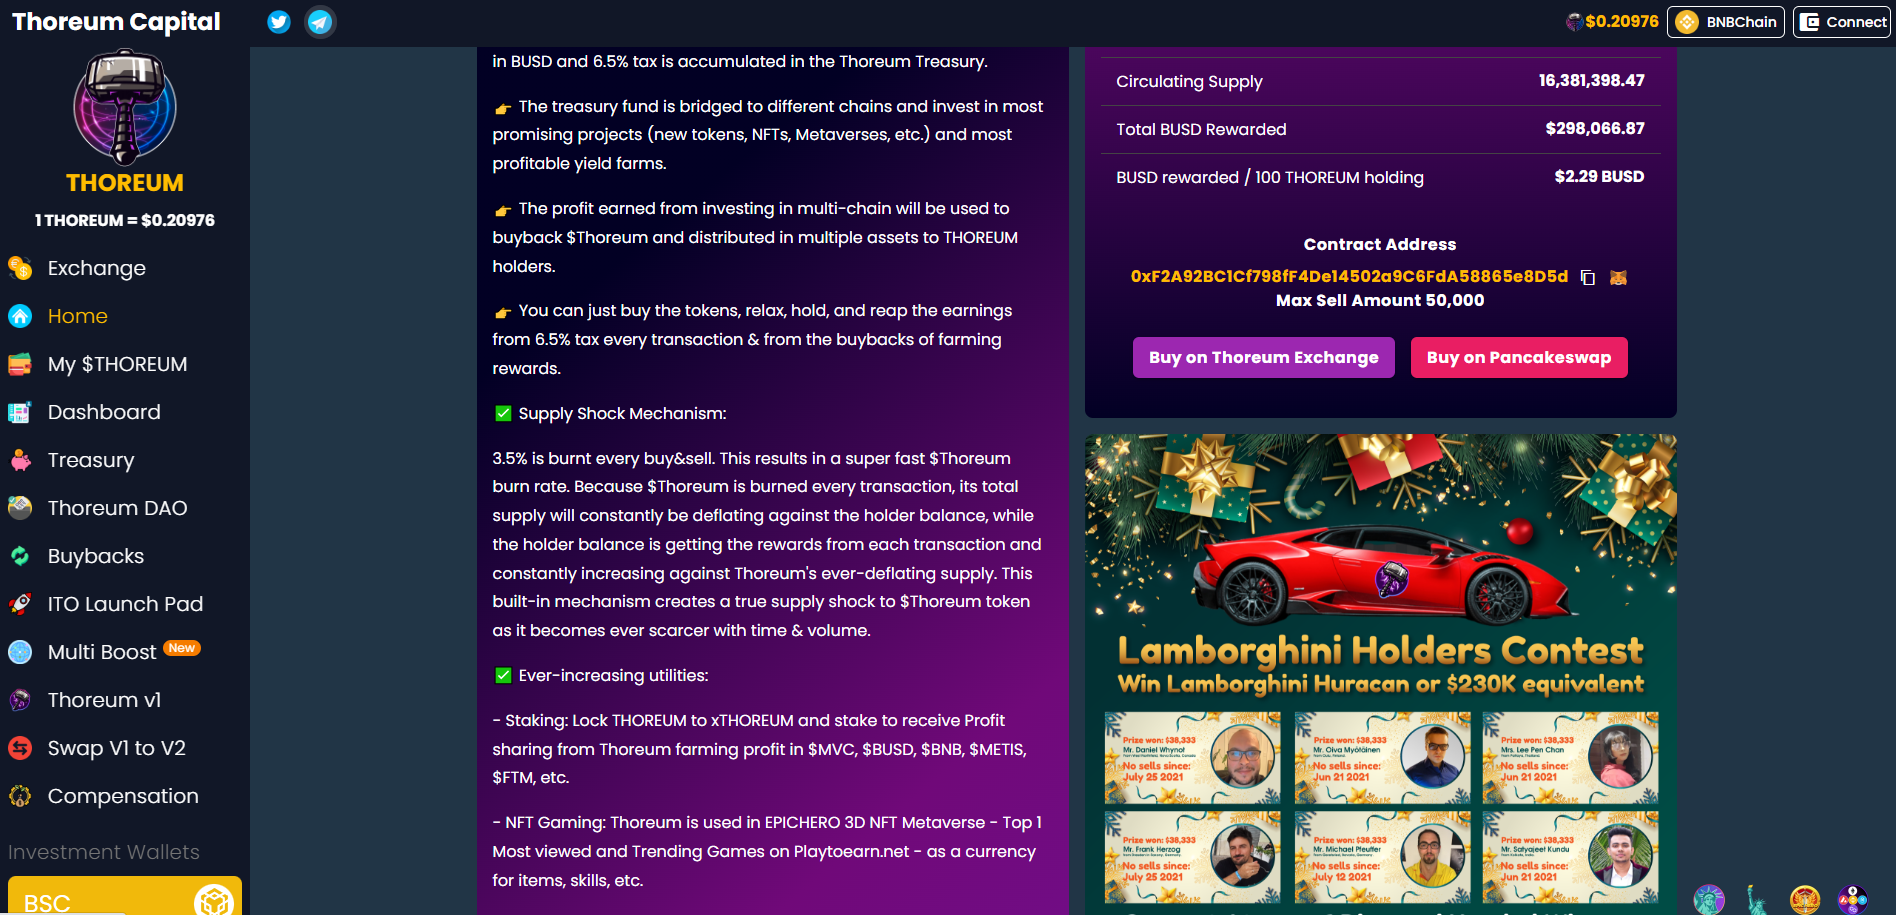 Thoreum Capital
$0.20976
BNBChain
Connect
THOREUM
1 THOREUM = $0.20976
Exchange
Home
My $THOREUM
Dashboard
Treasury
Thoreum DAO
Buybacks
ITO Launch Pad
Multi Boost New
Thoreum v1
Swap V1 to V2
Compensation
Investment Wallets
BSC
in BUSD and 6.5% tax is accumulated in the Thoreum Treasury.
👉 The treasury fund is bridged to different chains and invest in most
promising projects (new tokens, NFTs, Metaverses, etc.) and most
profitable yield farms.
👉 The profit earned from investing in multi-chain will be used to
buyback $Thoreum and distributed in multiple assets to THOREUM
holders.
👉 You can just buy the tokens, relax, hold, and reap the earnings
from 6.5% tax every transaction & from the buybacks of farming
rewards.
✅ Supply Shock Mechanism:
3.5% is burnt every buy&sell. This results in a super fast $Thoreum
burn rate. Because $Thoreum is burned every transaction, its total
supply will constantly be deflating against the holder balance, while
the holder balance is getting the rewards from each transaction and
constantly increasing against Thoreum's ever-deflating supply. This
built-in mechanism creates a true supply shock to $Thoreum token
as it becomes ever scarcer with time & volume.
✅ Ever-increasing utilities:
- Staking: Lock THOREUM to xTHOREUM and stake to receive Profit
sharing from Thoreum farming profit in $MVC, $BUSD, $BNB, $METIS,
$FTM, etc.
- NFT Gaming: Thoreum is used in EPICHERO 3D NFT Metaverse - Top 1
Most viewed and Trending Games on Playtoearn.net - as a currency
for items, skills, etc.
Circulating Supply 16,381,398.47
Total BUSD Rewarded $298,066.87
BUSD rewarded / 100 THOREUM holding $2.29 BUSD
Contract Address
0xF2A92BC1Cf798fF4De14502a9C6FdA58865e8D5d
Max Sell Amount 50,000
Buy on Thoreum Exchange
Buy on Pancakeswap
Lamborghini Holders Contest
Win Lamborghini Huracan or $230K equivalent
Prize won: $38,333
Mr. Daniel Whynot
No sells since:
July 25 2021
Prize won: $38,333
Mr. Oiva Myötäinen
No sells since:
Jun 21 2021
Prize won: $38,333
Mrs. Lee Pen Chan
No sells since:
Jun 21 2021
Prize won: $38,333
Mr. Frank Herzog
No sells since:
July 25 2021
Prize won: $38,333
Mr. Michael Pfeuffer
No sells since:
July 12 2021
Prize won: $38,333
Mr. Satyajeet Kundu
No sells since:
Jun 21 2021